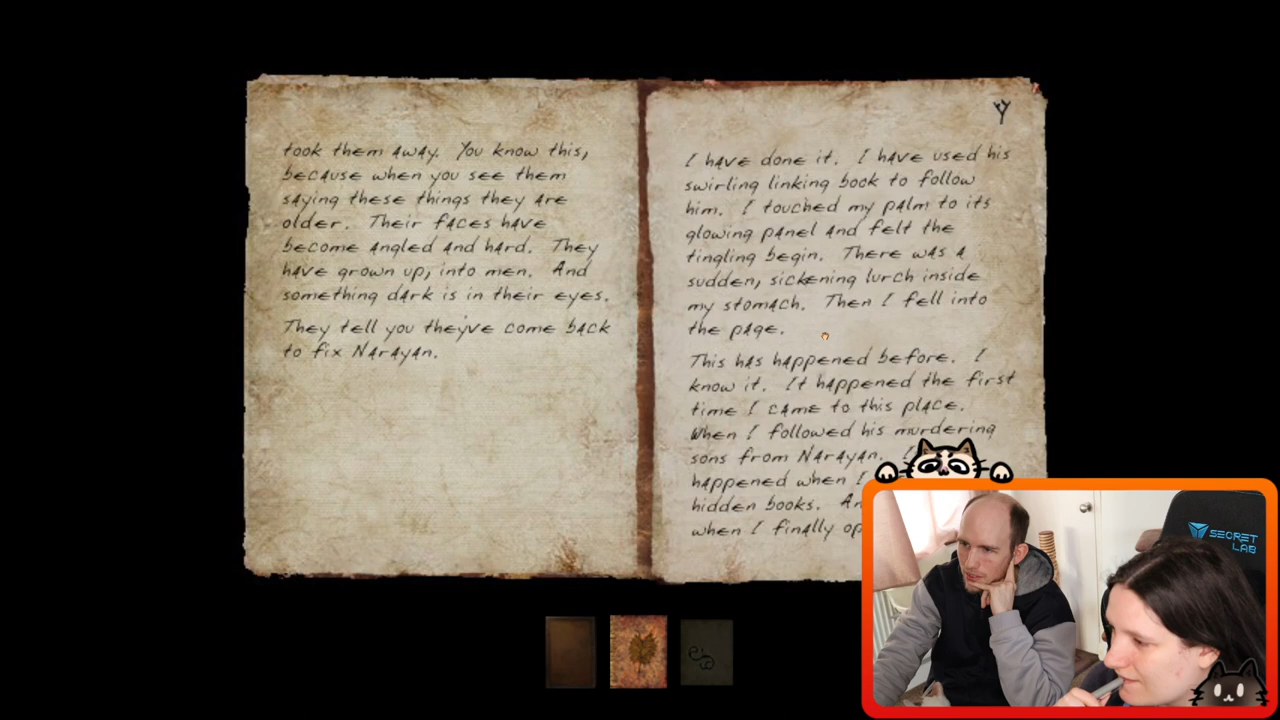 took them away. You know this,
because when you see them
saying these things they are
older. Their faces have
become angled and hard. They
have grown up, into men. And
something dark is in their eyes.
They tell you they've come back
to fix Narayan.
I have done it. I have used his
swirling linking book to follow
him. I touched my palm to its
glowing panel and felt the
tingling begin. There was a
sudden, sickening lurch inside
my stomach. Then I fell into
the page.
This has happened before. I
know it. It happened the first
time I came to this place.
When I followed his murdering
sons from Narayan.
happened when I
hidden books.
when I finally
SECRET
LAB